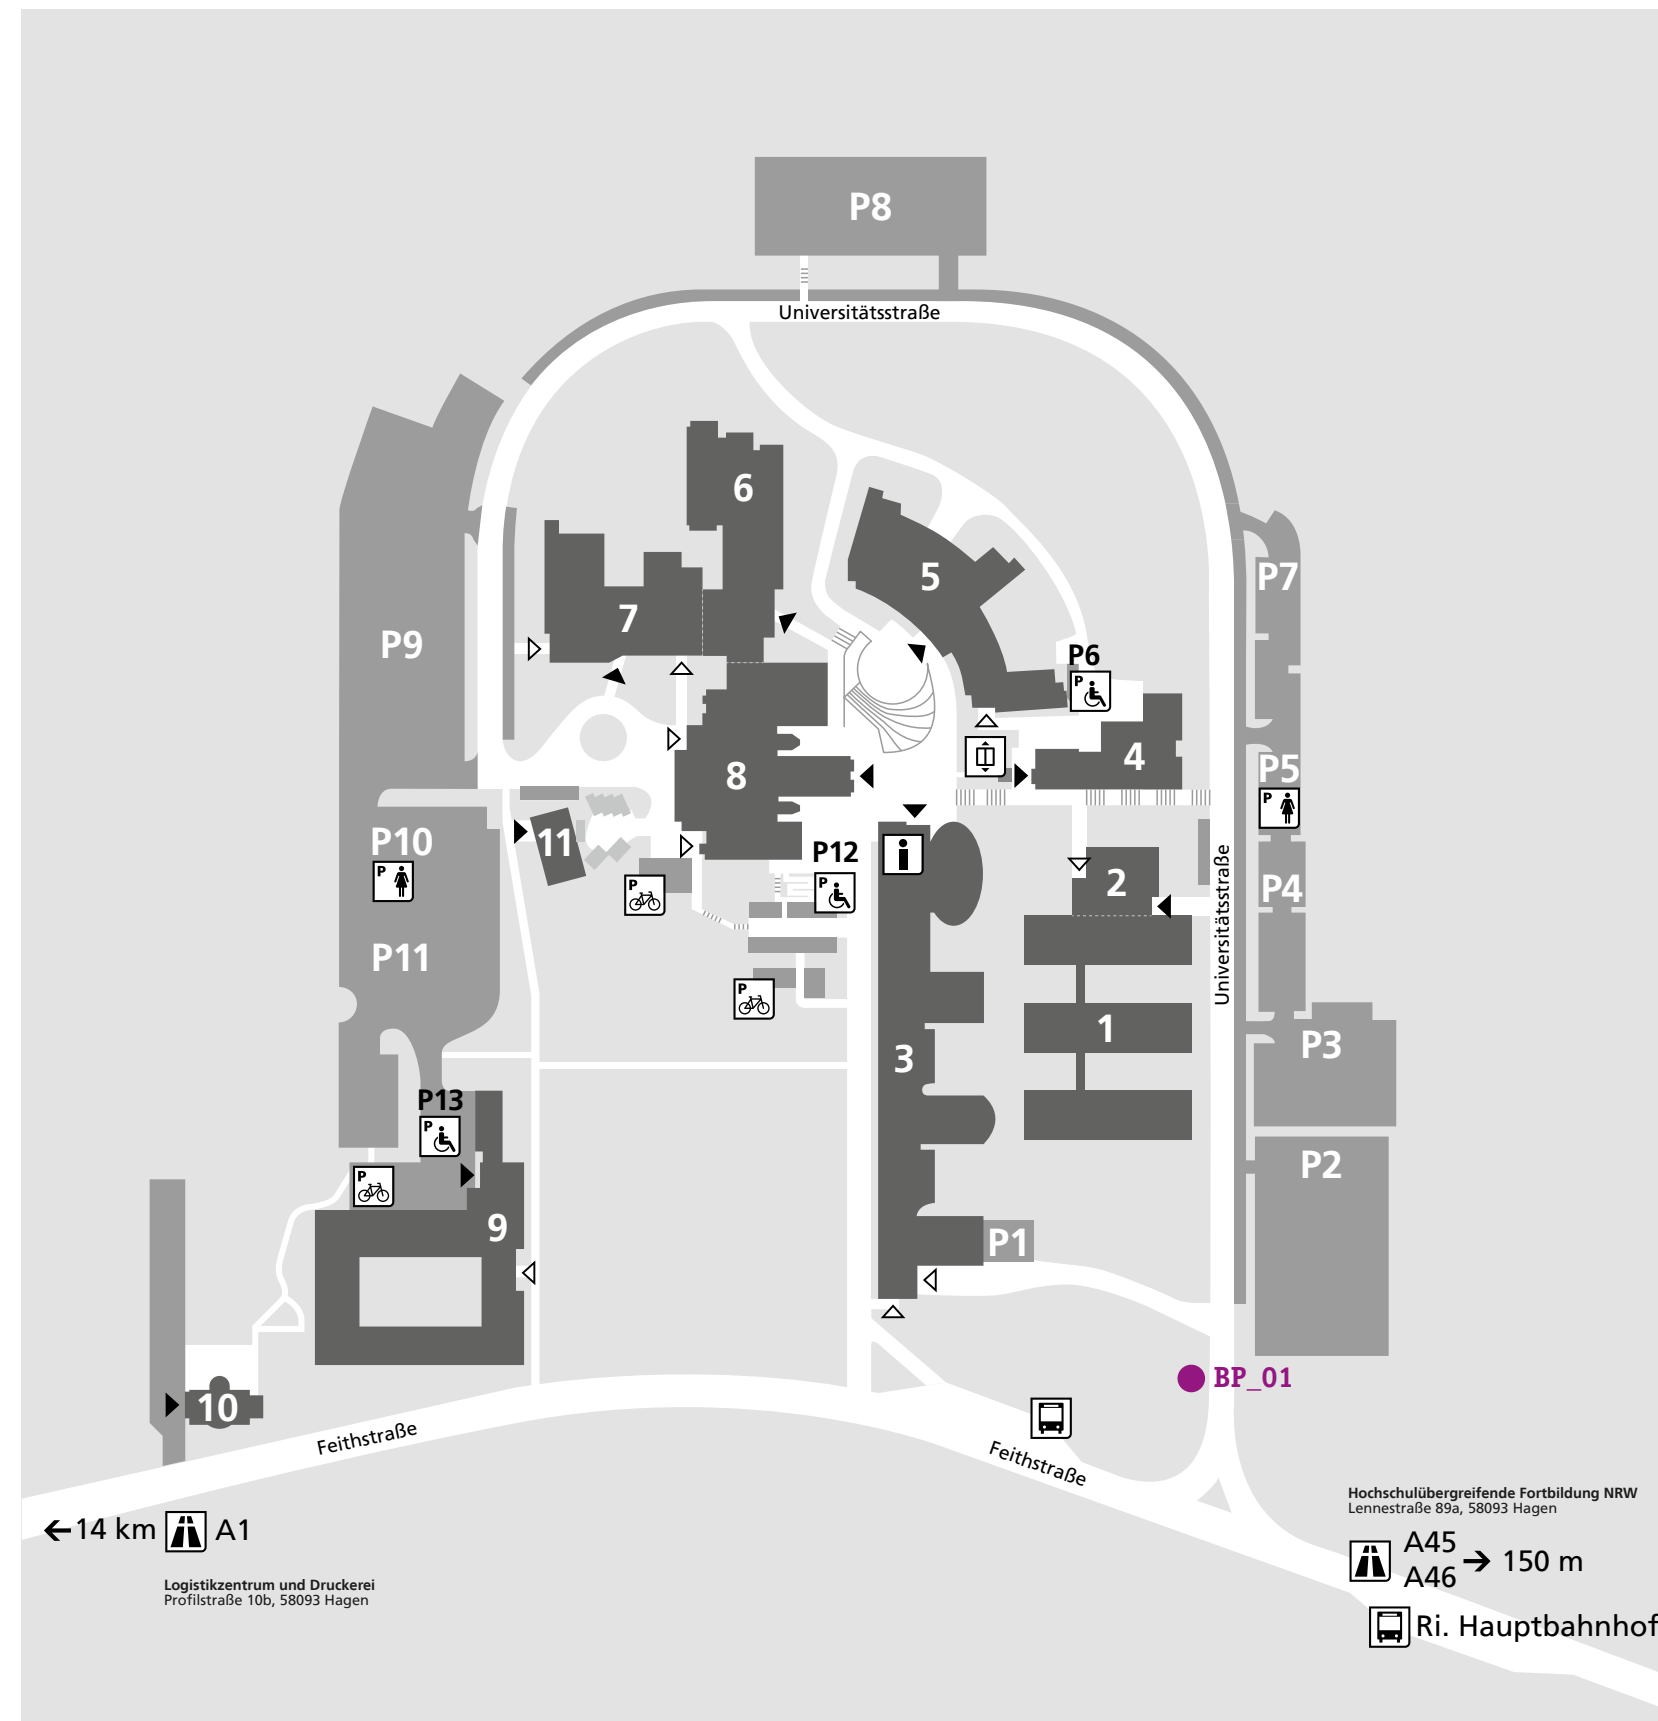 P8
Universitätsstraße
6
5
P7
7
P9
P6
P
4
8
P5
P
P10
11
P12
P
P
P
2
P4
Universitätsstraße
P11
P
1
P3
3
P13
P
P2
P
9
P1
BP_01
10
Feithstraße
Feithstraße
Hochschulübergreifende Fortbildung NRW
Lennestraße 89a, 58093 Hagen
← 14 km A1
A45
A46 → 150 m
Logistikzentrum und Druckerei
Profilstraße 10b, 58093 Hagen
Ri. Hauptbahnhof